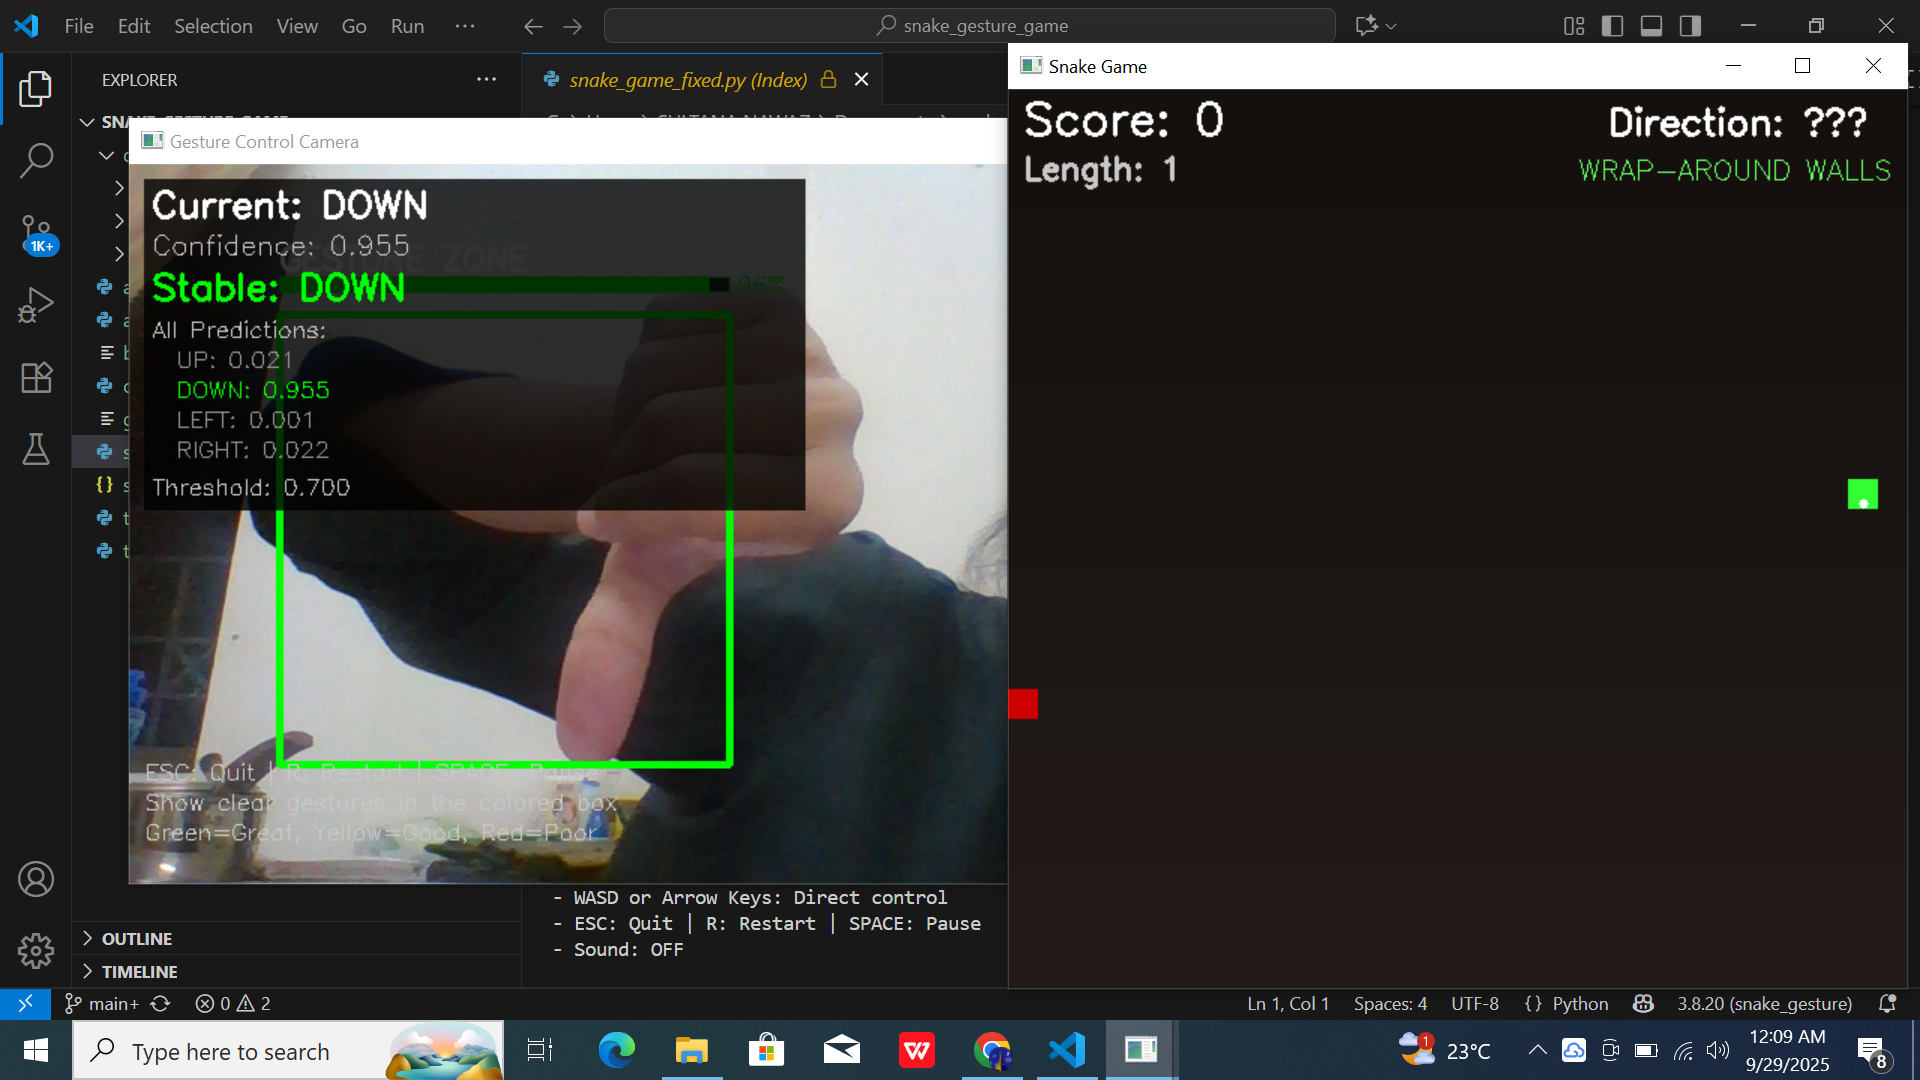 File Edit Selection View Go Run ...
snake_gesture_game
EXPLORER
snake_game_fixed.py (Index)
Gesture Control Camera
Current: DOWN
Confidence: 0.955
GESTURE ZONE
Stable: DOWN
96%
All Predictions:
UP: 0.021
DOWN: 0.955
LEFT: 0.001
RIGHT: 0.022
Threshold: 0.700
ESC: Quit | R: Restart | SPACE: Pause
Show clear gestures in the colored box
Green=Great, Yellow=Good, Red=Poor
Snake Game
Score: 0
Direction: ???
Length: 1
WRAP-AROUND WALLS
1K+
- WASD or Arrow Keys: Direct control
- ESC: Quit | R: Restart | SPACE: Pause
- Sound: OFF
OUTLINE
TIMELINE
main+
0
2
Ln 1, Col 1
Spaces: 4
UTF-8
{ } Python
3.8.20 (snake_gesture)
Type here to search
1
23°C
12:09 AM
9/29/2025
8